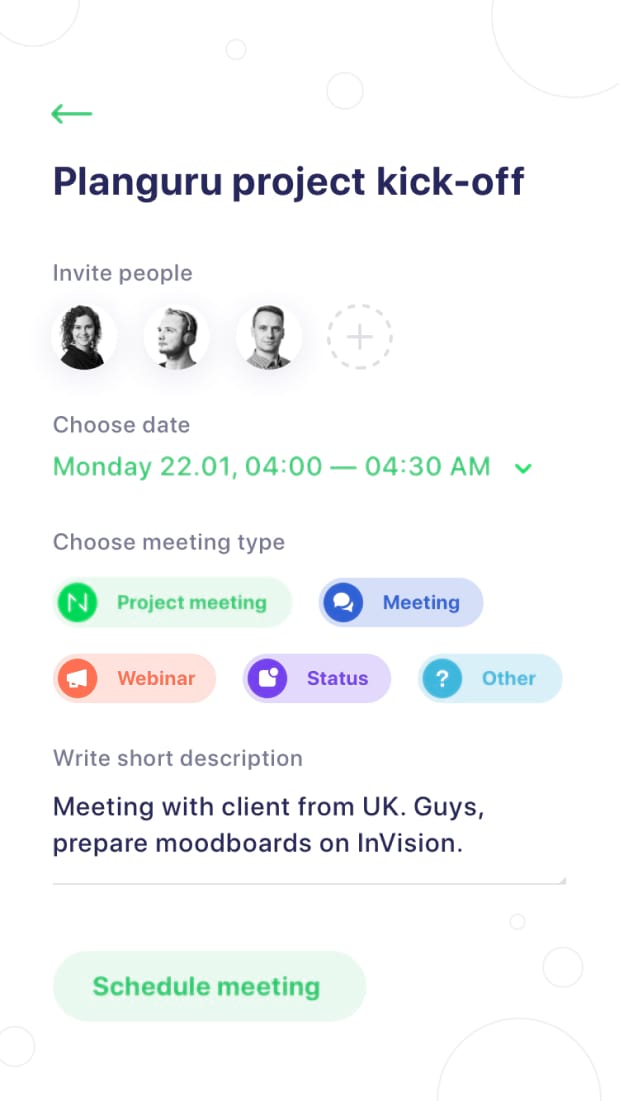 Planguru project kick-off
Invite people
Choose date
Monday 22.01, 04:00 — 04:30 AM
Choose meeting type
Project meeting
Meeting
Webinar
Status
? Other
Write short description
Meeting with client from UK. Guys,
prepare moodboards on InVision.
Schedule meeting